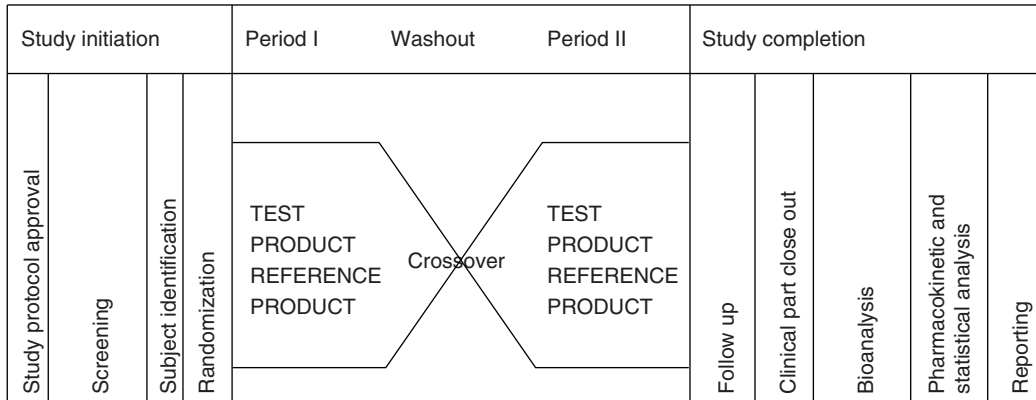 Study initiation
Period I
Washout
Period II
Study completion
Study protocol approval
Screening
Subject identification
Randomization
TEST
PRODUCT
REFERENCE
PRODUCT
Crossover
TEST
PRODUCT
REFERENCE
PRODUCT
Follow up
Clinical part close out
Bioanalysis
Pharmacokinetic and
statistical analysis
Reporting